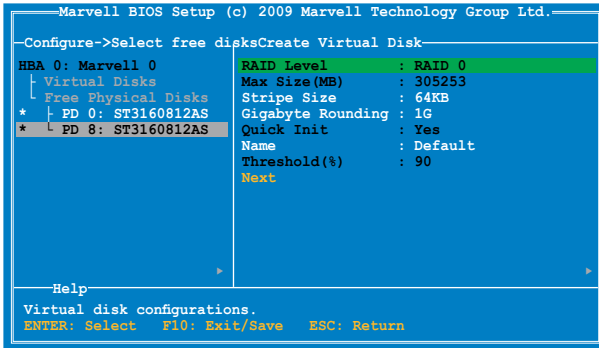 Marvell BIOS Setup (c) 2009 Marvell Technology Group Ltd.
Configure->Select free disksCreate Virtual Disk
HBA 0: Marvell 0
Virtual Disks
Free Physical Disks
* PD 0: ST3160812AS
* PD 8: ST3160812AS
RAID Level : RAID 0
Max Size(MB) : 305253
Stripe Size : 64KB
Gigabyte Rounding : 1G
Quick Init : Yes
Name : Default
Threshold(%) : 90
Next
Help
Virtual disk configurations.
ENTER: Select F10: Exit/Save ESC: Return